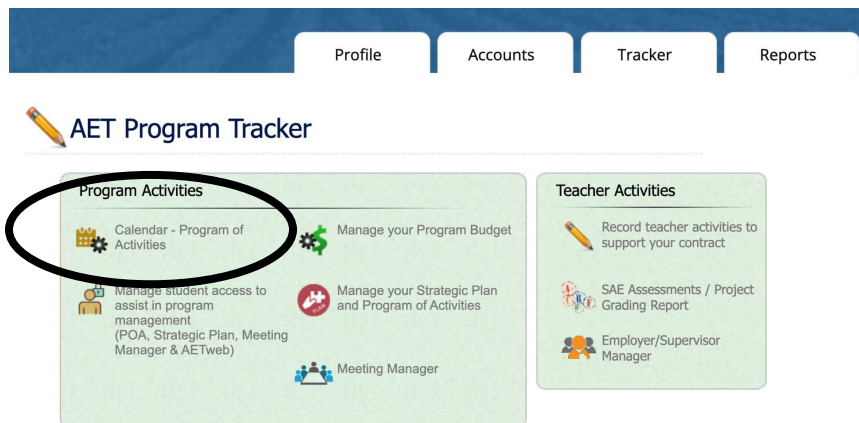 Profile
Accounts
Tracker
Reports
AET Program Tracker
Program Activities
Calendar - Program of
Activities
Manage student access to
assist in program
management
(POA, Strategic Plan, Meeting
Manager & AETweb)
Manage your Program Budget
Manage your Strategic Plan
and Program of Activities
PLAN
Meeting Manager
Teacher Activities
Record teacher activities to
support your contract
SAE Assessments / Project
Grading Report
Employer/Supervisor
Manager